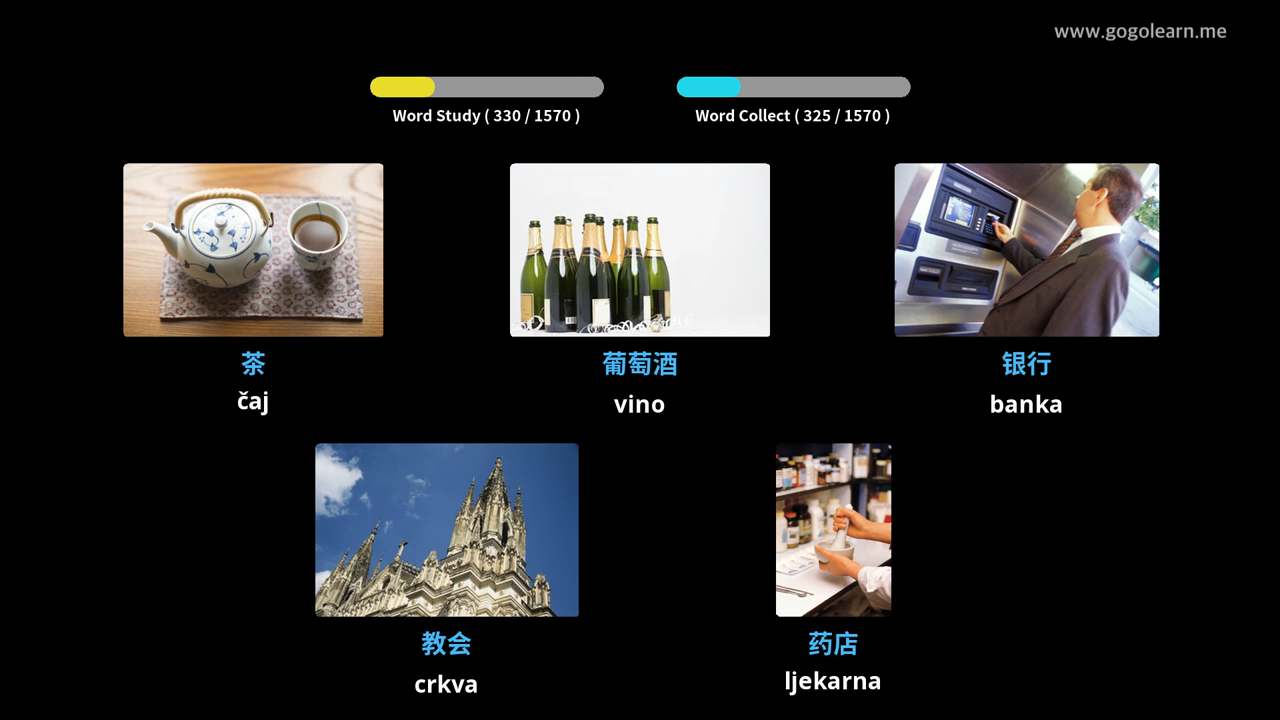 www.gogolearn.me
Word Study ( 330 / 1570 )
Word Collect ( 325 / 1570 )
茶
čaj
葡萄酒
vino
银行
banka
教会
crkva
药店
ljekarna